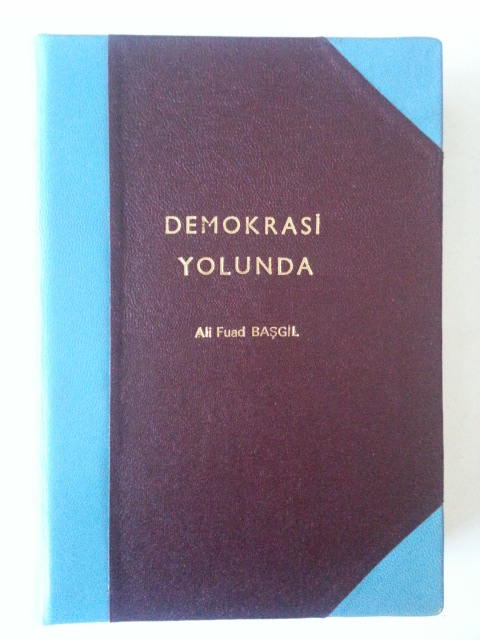 DEMOKRASİ
YOLUNDA
Ali Fuad BAŞGİL